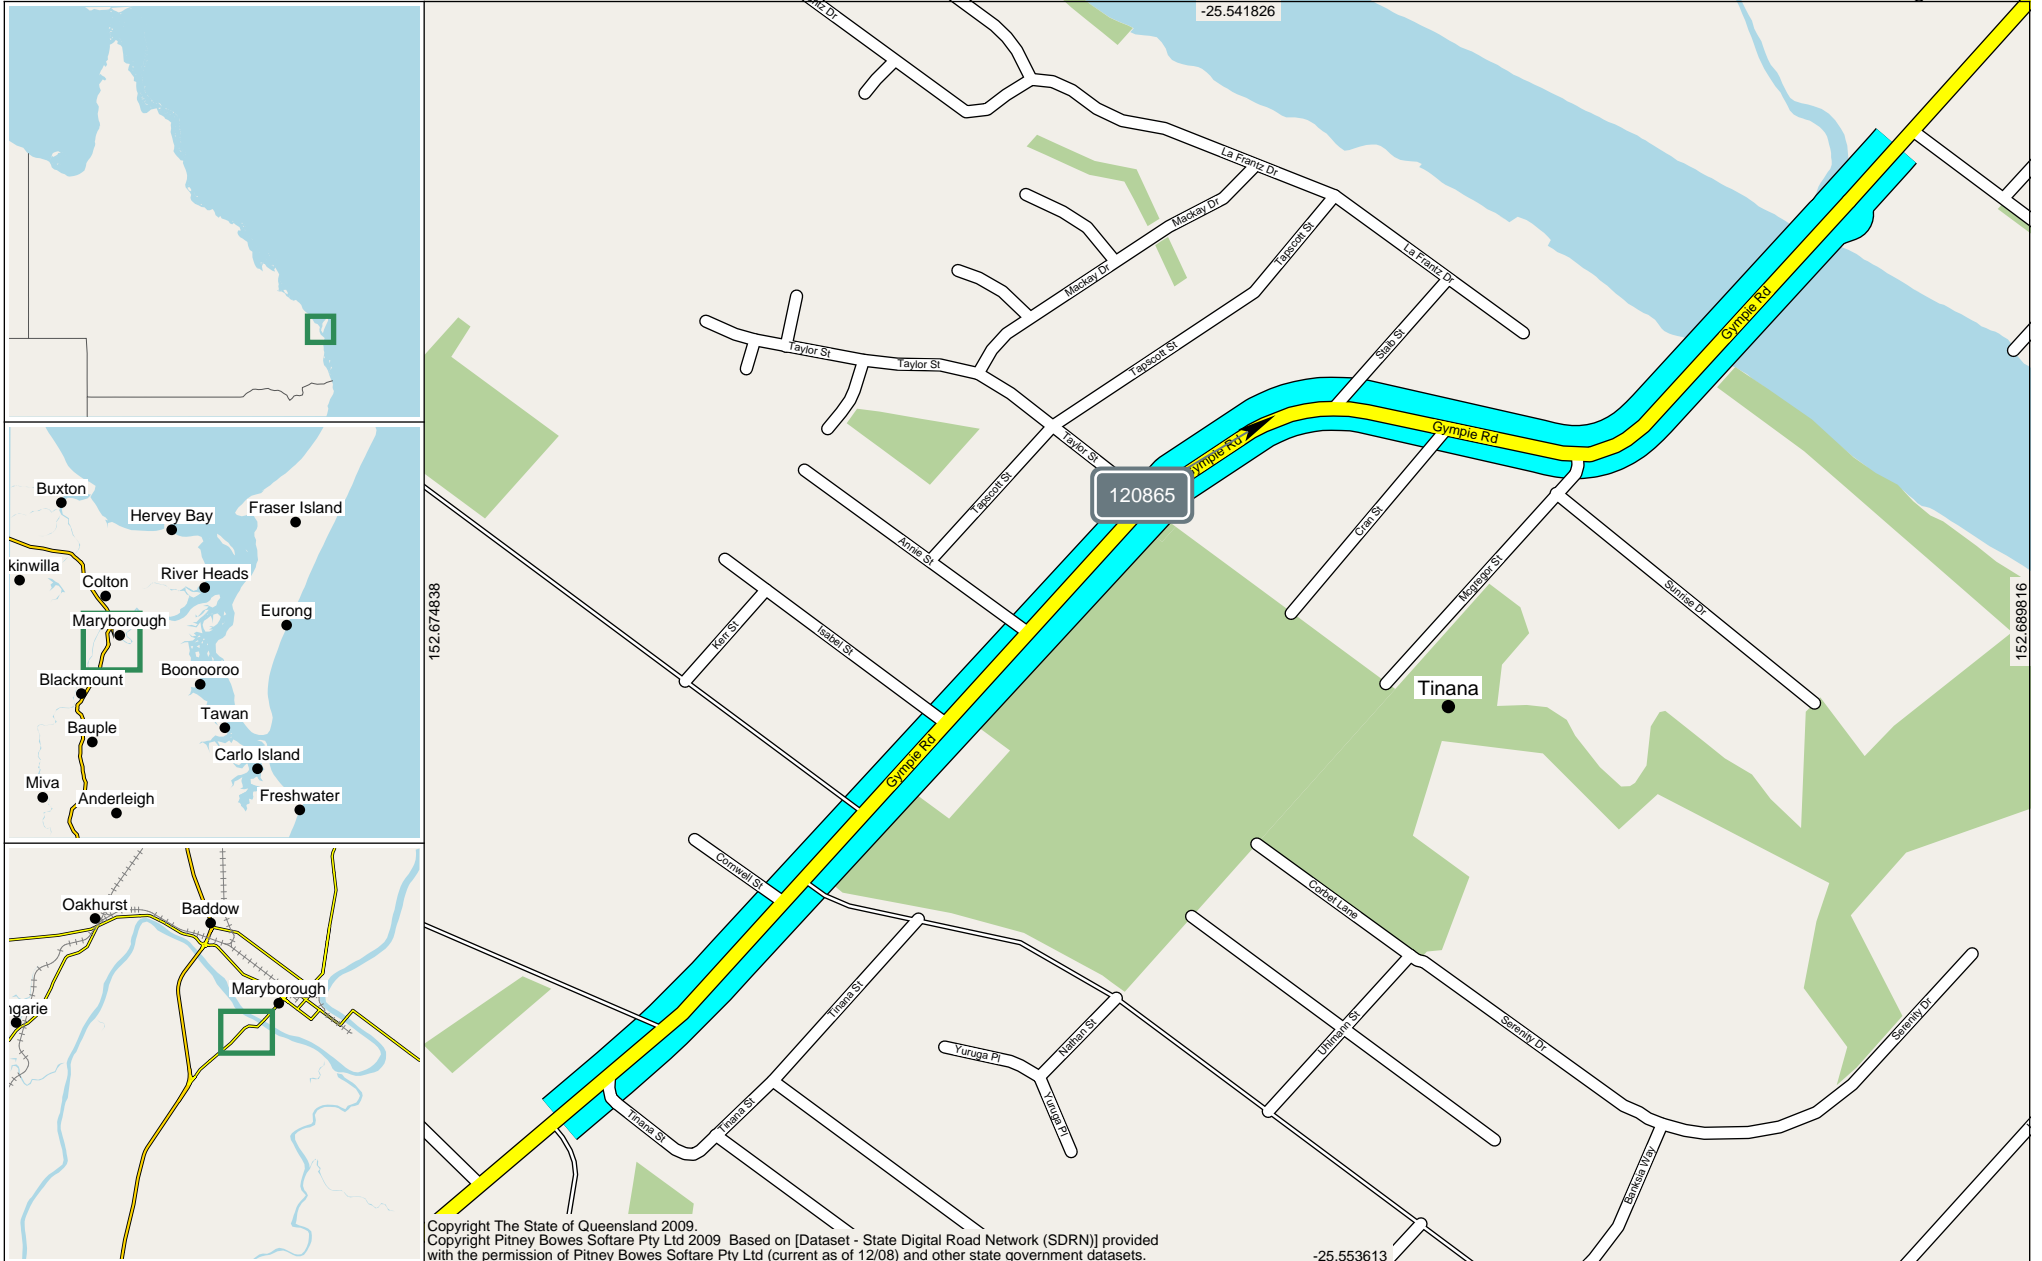 -25.541826
152.674838
152.689816
-25.553613
Buxton
Hervey Bay
Fraser Island
kinwilla
Colton
River Heads
Maryborough
Eurong
Blackmount
Boonooroo
Bauple
Tawan
Carlo Island
Miva
Anderleigh
Freshwater
Oakhurst
Baddow
Maryborough
ngarie
ntz Dr
La Frantz Dr
Mackay Dr
Tapscott St
La Frantz Dr
Mackay Dr
Gympie Rd
Staib St
Taylor St
Taylor St
Tapscott St
Taylor St
Gympie Rd
Gympie Rd
120865
Tapscott St
Cran St
Annie St
Mcgregor St
Sunrise Dr
Kerr St
Isabel St
Tinana
Gympie Rd
Cornwell St
Corbet Lane
Tinana St
Nathan St
Uhlmann St
Serenity Dr
Serenity Dr
Yuruga Pl
Yuruga Pl
Tinana St
Tinana St
Banksia Way
Copyright The State of Queensland 2009.
Copyright Pitney Bowes Softare Pty Ltd 2009 Based on [Dataset - State Digital Road Network (SDRN)] provided
with the permission of Pitney Bowes Softare Pty Ltd (current as of 12/08) and other state government datasets.